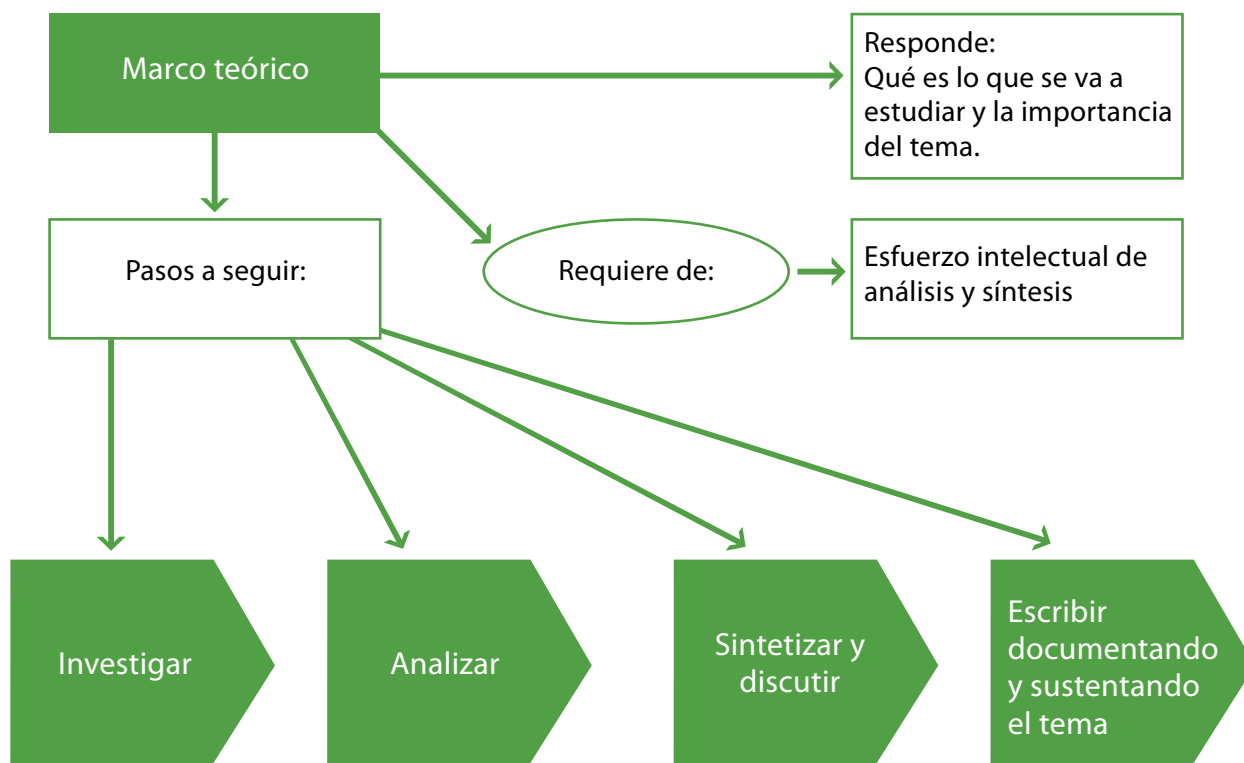 Marco teórico
Responde:
Qué es lo que se va a
estudiar y la importancia
del tema.
Pasos a seguir:
Requiere de:
Esfuerzo intelectual de
análisis y síntesis
Investigar
Analizar
Sintetizar y
discutir
Escribir
documentando
y sustentando
el tema